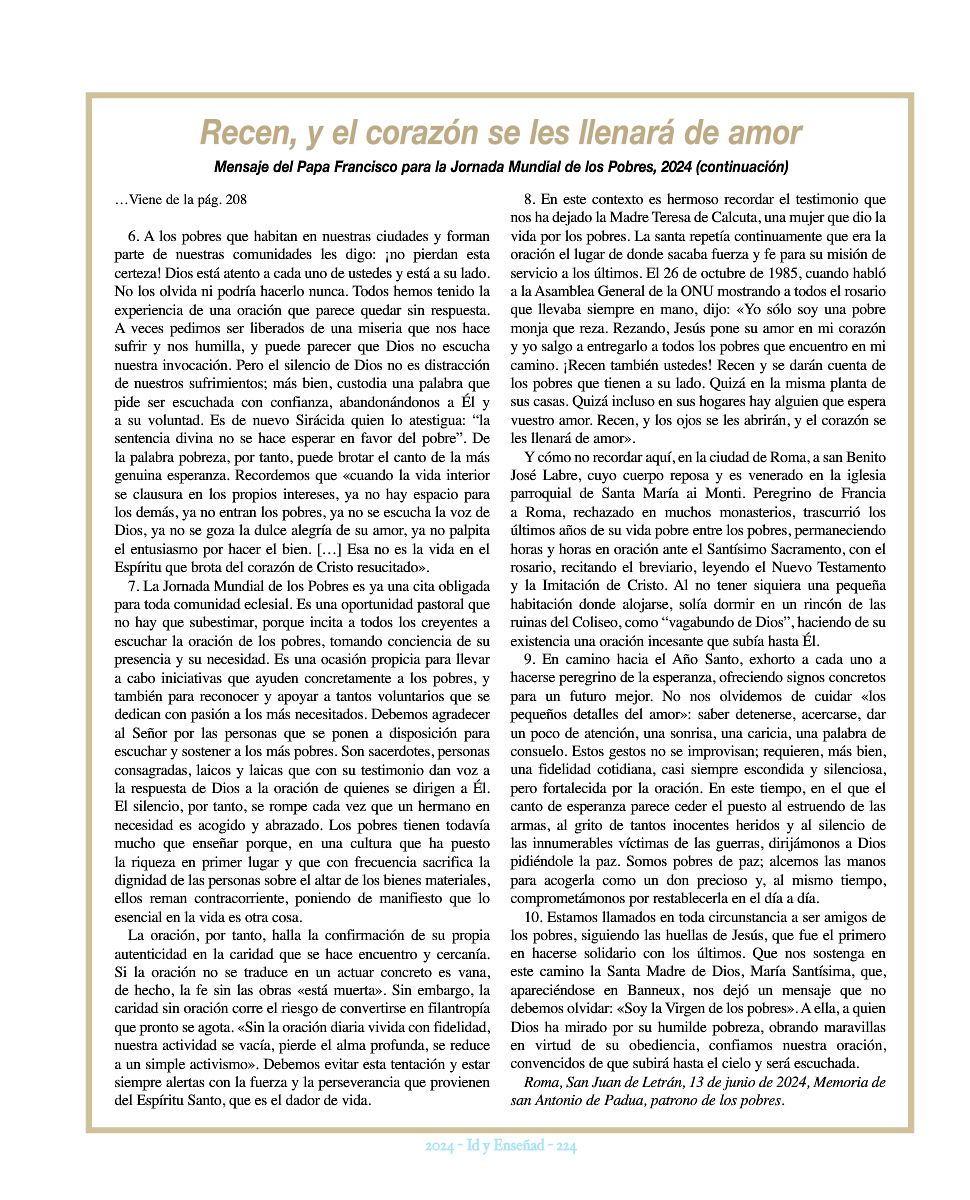 Recen, y el corazón se les llenará de amor
Mensaje del Papa Francisco para la Jornada Mundial de los Pobres, 2024 (continuación)
…Viene de la pág. 208
6. A los pobres que habitan en nuestras ciudades y forman
parte de nuestras comunidades les digo: ¡no pierdan esta
certeza! Dios está atento a cada uno de ustedes y está a su lado.
No los olvida ni podría hacerlo nunca. Todos hemos tenido la
experiencia de una oración que parece quedar sin respuesta.
A veces pedimos ser liberados de una miseria que nos hace
sufrir y nos humilla, y puede parecer que Dios no escucha
nuestra invocación. Pero el silencio de Dios no es distracción
de nuestros sufrimientos; más bien, custodia una palabra que
pide ser escuchada con confianza, abandonándonos a Él y
a su voluntad. Es de nuevo Sirácida quien lo atestigua: “la
sentencia divina no se hace esperar en favor del pobre”. De
la palabra pobreza, por tanto, puede brotar el canto de la más
genuina esperanza. Recordemos que «cuando la vida interior
se clausura en los propios intereses, ya no hay espacio para
los demás, ya no entran los pobres, ya no se escucha la voz de
Dios, ya no se goza la dulce alegría de su amor, ya no palpita
el entusiasmo por hacer el bien. […] Esa no es la vida en el
Espíritu que brota del corazón de Cristo resucitado».
7. La Jornada Mundial de los Pobres es ya una cita obligada
para toda comunidad eclesial. Es una oportunidad pastoral que
no hay que subestimar, porque incita a todos los creyentes a
escuchar la oración de los pobres, tomando conciencia de su
presencia y su necesidad. Es una ocasión propicia para llevar
a cabo iniciativas que ayuden concretamente a los pobres, y
también para reconocer y apoyar a tantos voluntarios que se
dedican con pasión a los más necesitados. Debemos agradecer
al Señor por las personas que se ponen a disposición para
escuchar y sostener a los más pobres. Son sacerdotes, personas
consagradas, laicos y laicas que con su testimonio dan voz a
la respuesta de Dios a la oración de quienes se dirigen a Él.
El silencio, por tanto, se rompe cada vez que un hermano en
necesidad es acogido y abrazado. Los pobres tienen todavía
mucho que enseñar porque, en una cultura que ha puesto
la riqueza en primer lugar y que con frecuencia sacrifica la
dignidad de las personas sobre el altar de los bienes materiales,
ellos reman contracorriente, poniendo de manifiesto que lo
esencial en la vida es otra cosa.
La oración, por tanto, halla la confirmación de su propia
autenticidad en la caridad que se hace encuentro y cercanía.
Si la oración no se traduce en un actuar concreto es vana,
de hecho, la fe sin las obras «está muerta». Sin embargo, la
caridad sin oración corre el riesgo de convertirse en filantropía
que pronto se agota. «Sin la oración diaria vivida con fidelidad,
nuestra actividad se vacía, pierde el alma profunda, se reduce
a un simple activismo». Debemos evitar esta tentación y estar
siempre alertas con la fuerza y la perseverancia que provienen
del Espíritu Santo, que es el dador de vida.
8. En este contexto es hermoso recordar el testimonio que
nos ha dejado la Madre Teresa de Calcuta, una mujer que dio la
vida por los pobres. La santa repetía continuamente que era la
oración el lugar de donde sacaba fuerza y fe para su misión de
servicio a los últimos. El 26 de octubre de 1985, cuando habló
a la Asamblea General de la ONU mostrando a todos el rosario
que llevaba siempre en mano, dijo: «Yo sólo soy una pobre
monja que reza. Rezando, Jesús pone su amor en mi corazón
y yo salgo a entregarlo a todos los pobres que encuentro en mi
camino. ¡Recen también ustedes! Recen y se darán cuenta de
los pobres que tienen a su lado. Quizá en la misma planta de
sus casas. Quizá incluso en sus hogares hay alguien que espera
vuestro amor. Recen, y los ojos se les abrirán, y el corazón se
les llenará de amor».
Y cómo no recordar aquí, en la ciudad de Roma, a san Benito
José Labre, cuyo cuerpo reposa y es venerado en la iglesia
parroquial de Santa María ai Monti. Peregrino de Francia
a Roma, rechazado en muchos monasterios, trascurrió los
últimos años de su vida pobre entre los pobres, permaneciendo
horas y horas en oración ante el Santísimo Sacramento, con el
rosario, recitando el breviario, leyendo el Nuevo Testamento
y la Imitación de Cristo. Al no tener siquiera una pequeña
habitación donde alojarse, solía dormir en un rincón de las
ruinas del Coliseo, como “vagabundo de Dios”, haciendo de su
existencia una oración incesante que subía hasta Él.
9. En camino hacia el Año Santo, exhorto a cada uno a
hacerse peregrino de la esperanza, ofreciendo signos concretos
para un futuro mejor. No nos olvidemos de cuidar «los
pequeños detalles del amor»: saber detenerse, acercarse, dar
un poco de atención, una sonrisa, una caricia, una palabra de
consuelo. Estos gestos no se improvisan; requieren, más bien,
una fidelidad cotidiana, casi siempre escondida y silenciosa,
pero fortalecida por la oración. En este tiempo, en el que el
canto de esperanza parece ceder el puesto al estruendo de las
armas, al grito de tantos inocentes heridos y al silencio de
las innumerables víctimas de las guerras, dirijámonos a Dios
pidiéndole la paz. Somos pobres de paz; alcemos las manos
para acogerla como un don precioso y, al mismo tiempo,
comprometámonos por restablecerla en el día a día.
10. Estamos llamados en toda circunstancia a ser amigos de
los pobres, siguiendo las huellas de Jesús, que fue el primero
en hacerse solidario con los últimos. Que nos sostenga en
este camino la Santa Madre de Dios, María Santísima, que,
apareciéndose en Banneux, nos dejó un mensaje que no
debemos olvidar: «Soy la Virgen de los pobres». A ella, a quien
Dios ha mirado por su humilde pobreza, obrando maravillas
en virtud de su obediencia, confiamos nuestra oración,
convencidos de que subirá hasta el cielo y será escuchada.
Roma, San Juan de Letrán, 13 de junio de 2024, Memoria de
san Antonio de Padua, patrono de los pobres.
2024 - Id y Enseñad - 224